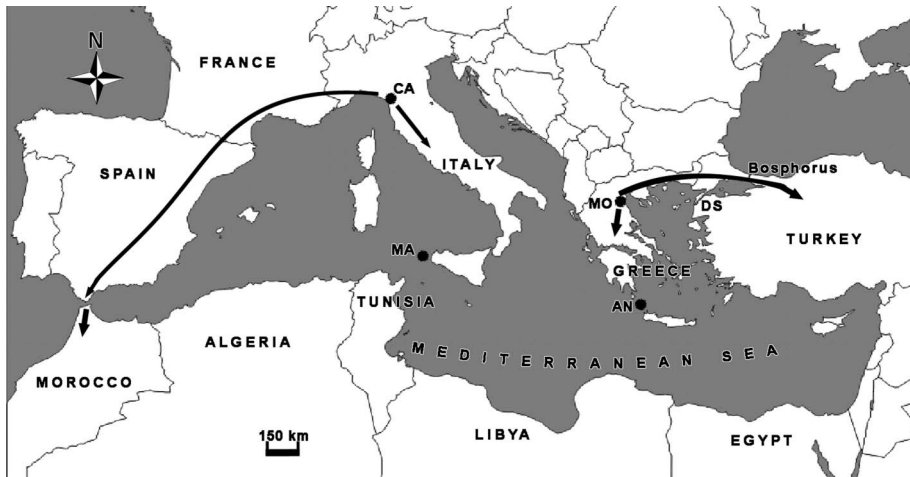 N
FRANCE
CA
SPAIN
ITALY
Bosphorus
MO
DS
TURKEY
MA
GREECE
TUNISIA
AN
ALGERIA
MEDITERRANEAN SEA
MOROCCO
150 km
LIBYA
EGYPT